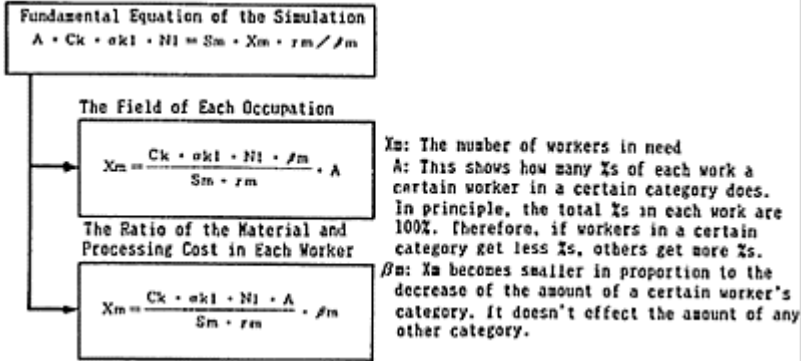 Fundamental Equation of the Simulation
A · Ck · αkl · Nl = Sm · Xm · rm / βm
The Field of Each Occupation
Xm = Ck · αkl · Nl · βm / Sm · rm · A
The Ratio of the Material and
Processing Cost in Each Worker
Xm = Ck · αkl · Nl · A / Sm · rm · βm
Xm: The number of workers in need
A: This shows how many %s of each work a
certain worker in a certain category does.
In principle, the total %s in each work are
100%. Therefore, if workers in a certain
category get less %s, others get more %s.
βm: Xm becomes smaller in proportion to the
decrease of the amount of a certain worker's
category. It doesn't effect the amount of any
other category.